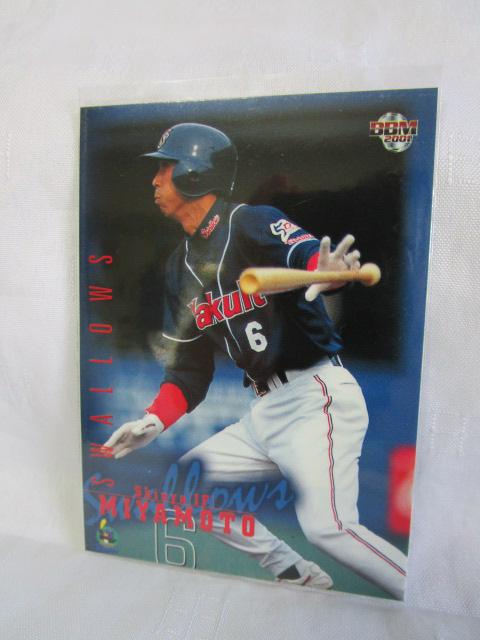 BBM
2001
Yakult
6
SWALLOWS
Swallows
SHINYA
MIYAMOTO
6